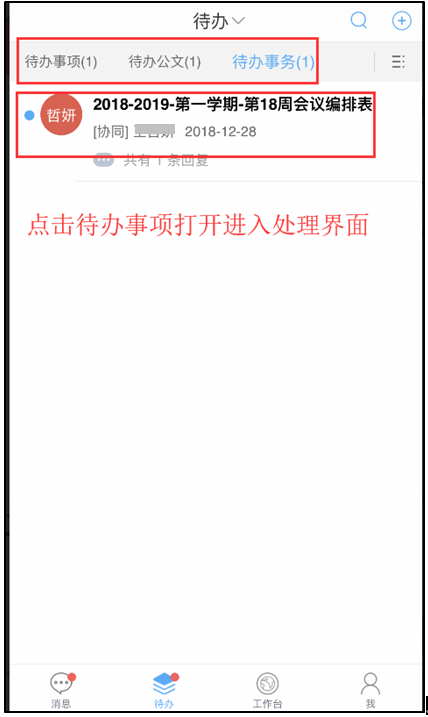 待办
待办事项(1) 待办公文(1) 待办事务(1)
哲妍
2018-2019-第一学期-第18周会议编排表
[协同] 2018-12-28
共有 1 条回复
点击待办事项打开进入处理界面
消息 待办 工作台 我